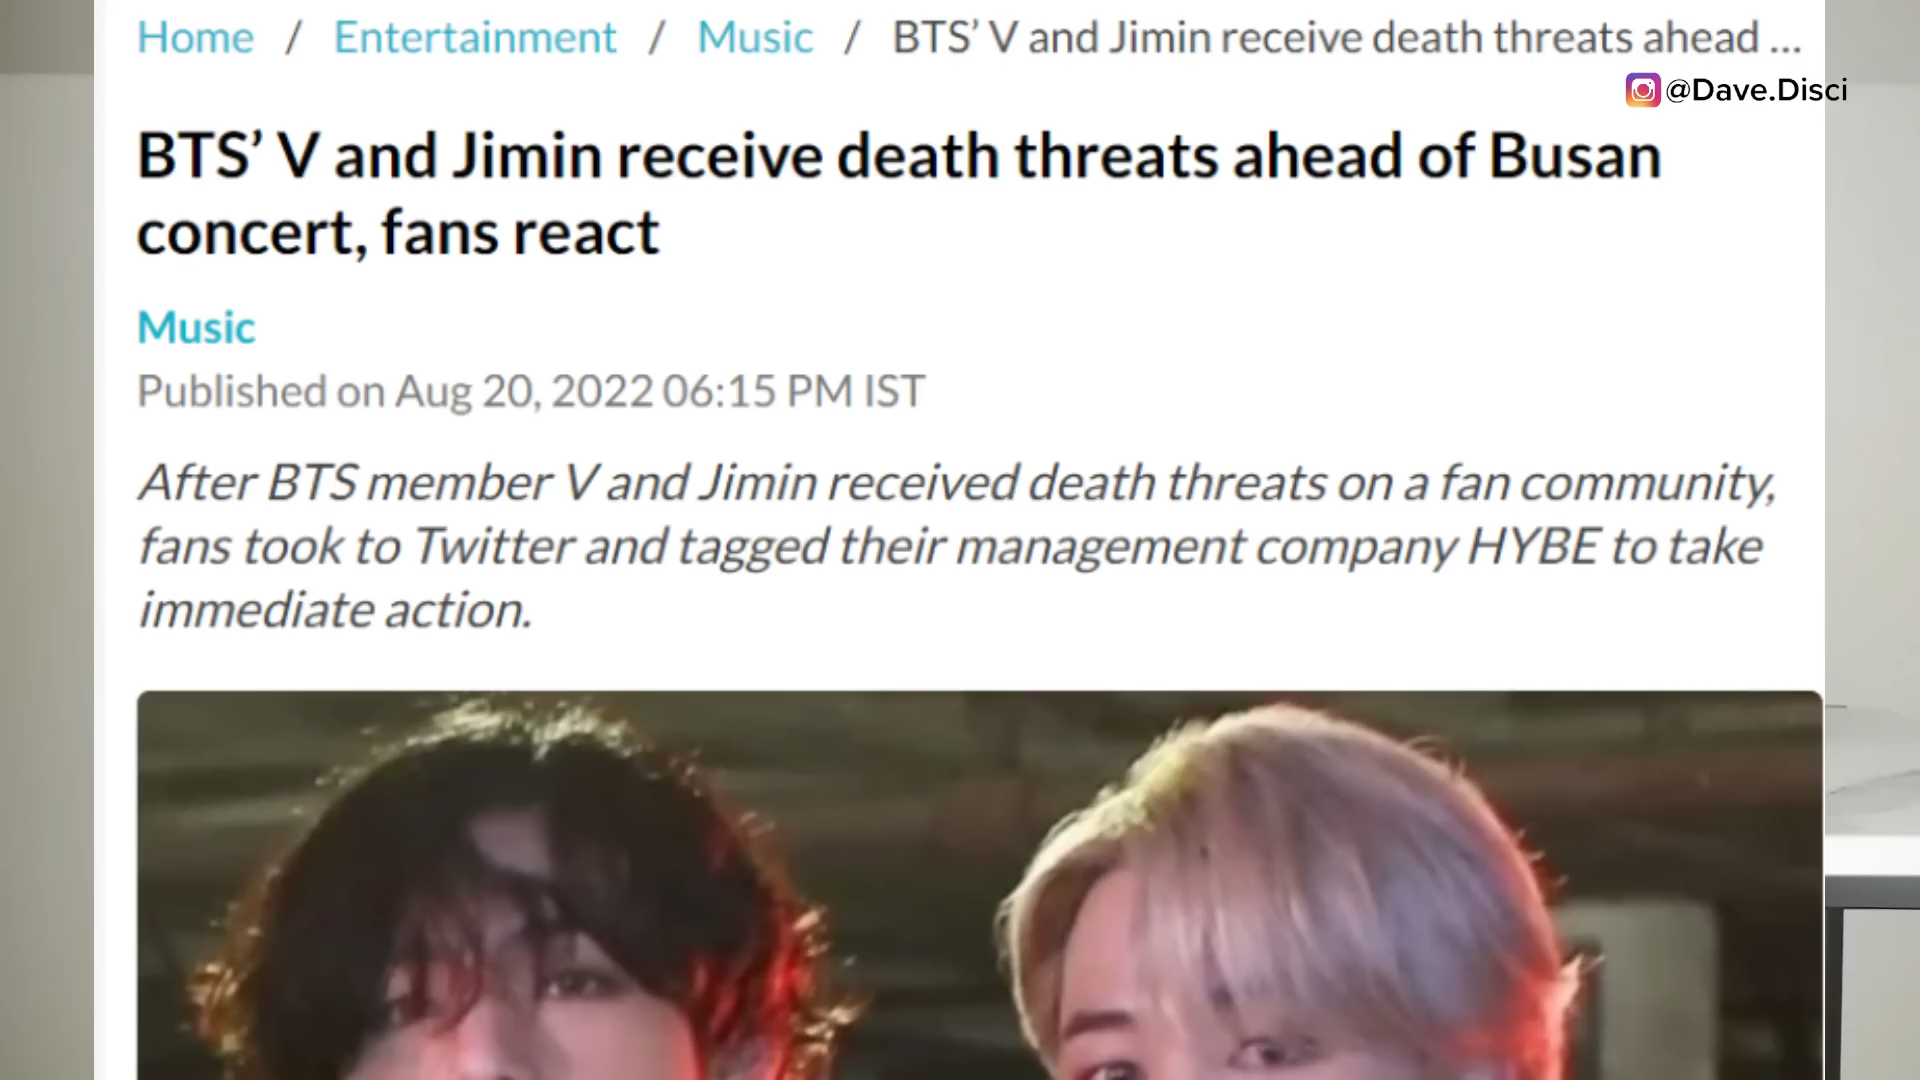 Home / Entertainment / Music / BTS’ V and Jimin receive death threats ahead ...
@Dave.Disci
BTS’ V and Jimin receive death threats ahead of Busan
concert, fans react
Music
Published on Aug 20, 2022 06:15 PM IST
After BTS member V and Jimin received death threats on a fan community,
fans took to Twitter and tagged their management company HYBE to take
immediate action.